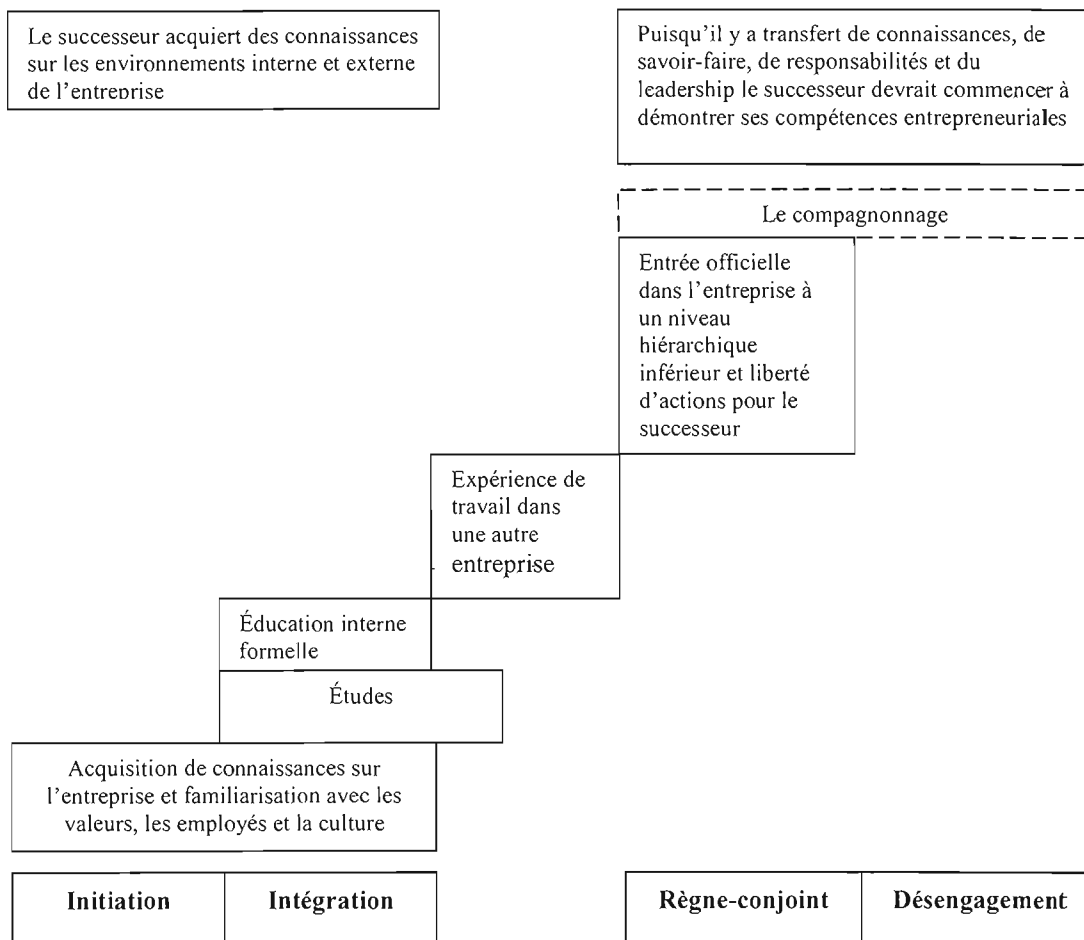 Le successeur acquiert des connaissances
sur les environnements interne et externe
de l'entreprise
Puisqu'il y a transfert de connaissances, de
savoir-faire, de responsabilités et du
leadership le successeur devrait commencer à
démontrer ses compétences entrepreneuriales
Le compagnonnage
Entrée officielle
dans l'entreprise à
un niveau
hiérarchique
inférieur et liberté
d'actions pour le
successeur
Expérience de
travail dans
une autre
entreprise
Éducation interne
formelle
Études
Acquisition de connaissances sur
l'entreprise et familiarisation avec les
valeurs, les employés et la culture
Initiation
Intégration
Règne-conjoint
Désengagement